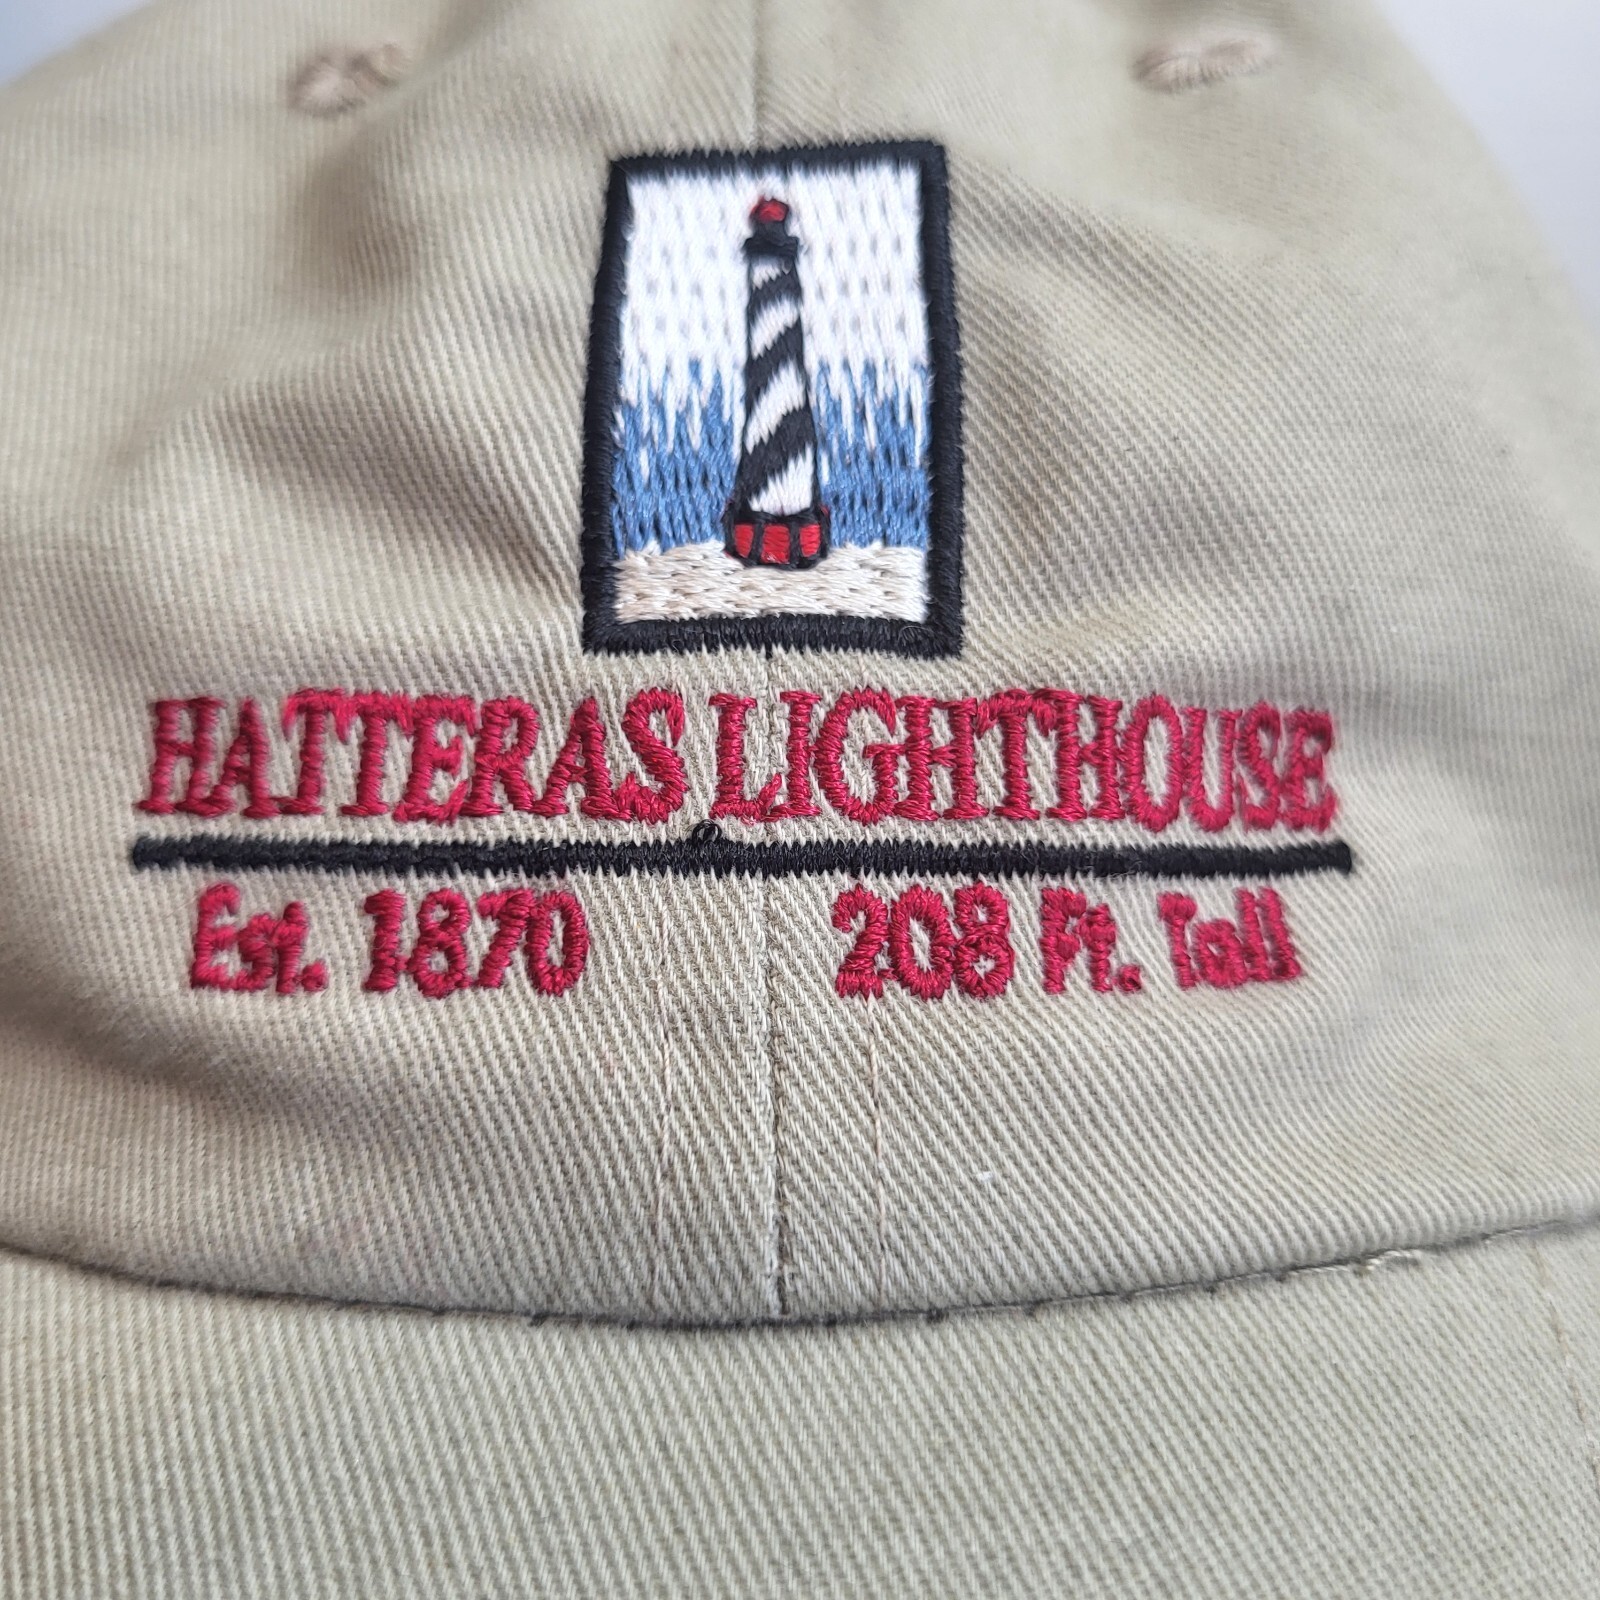 HATTERAS LIGHTHOUSE
Est. 1870 208 Ft. Tall